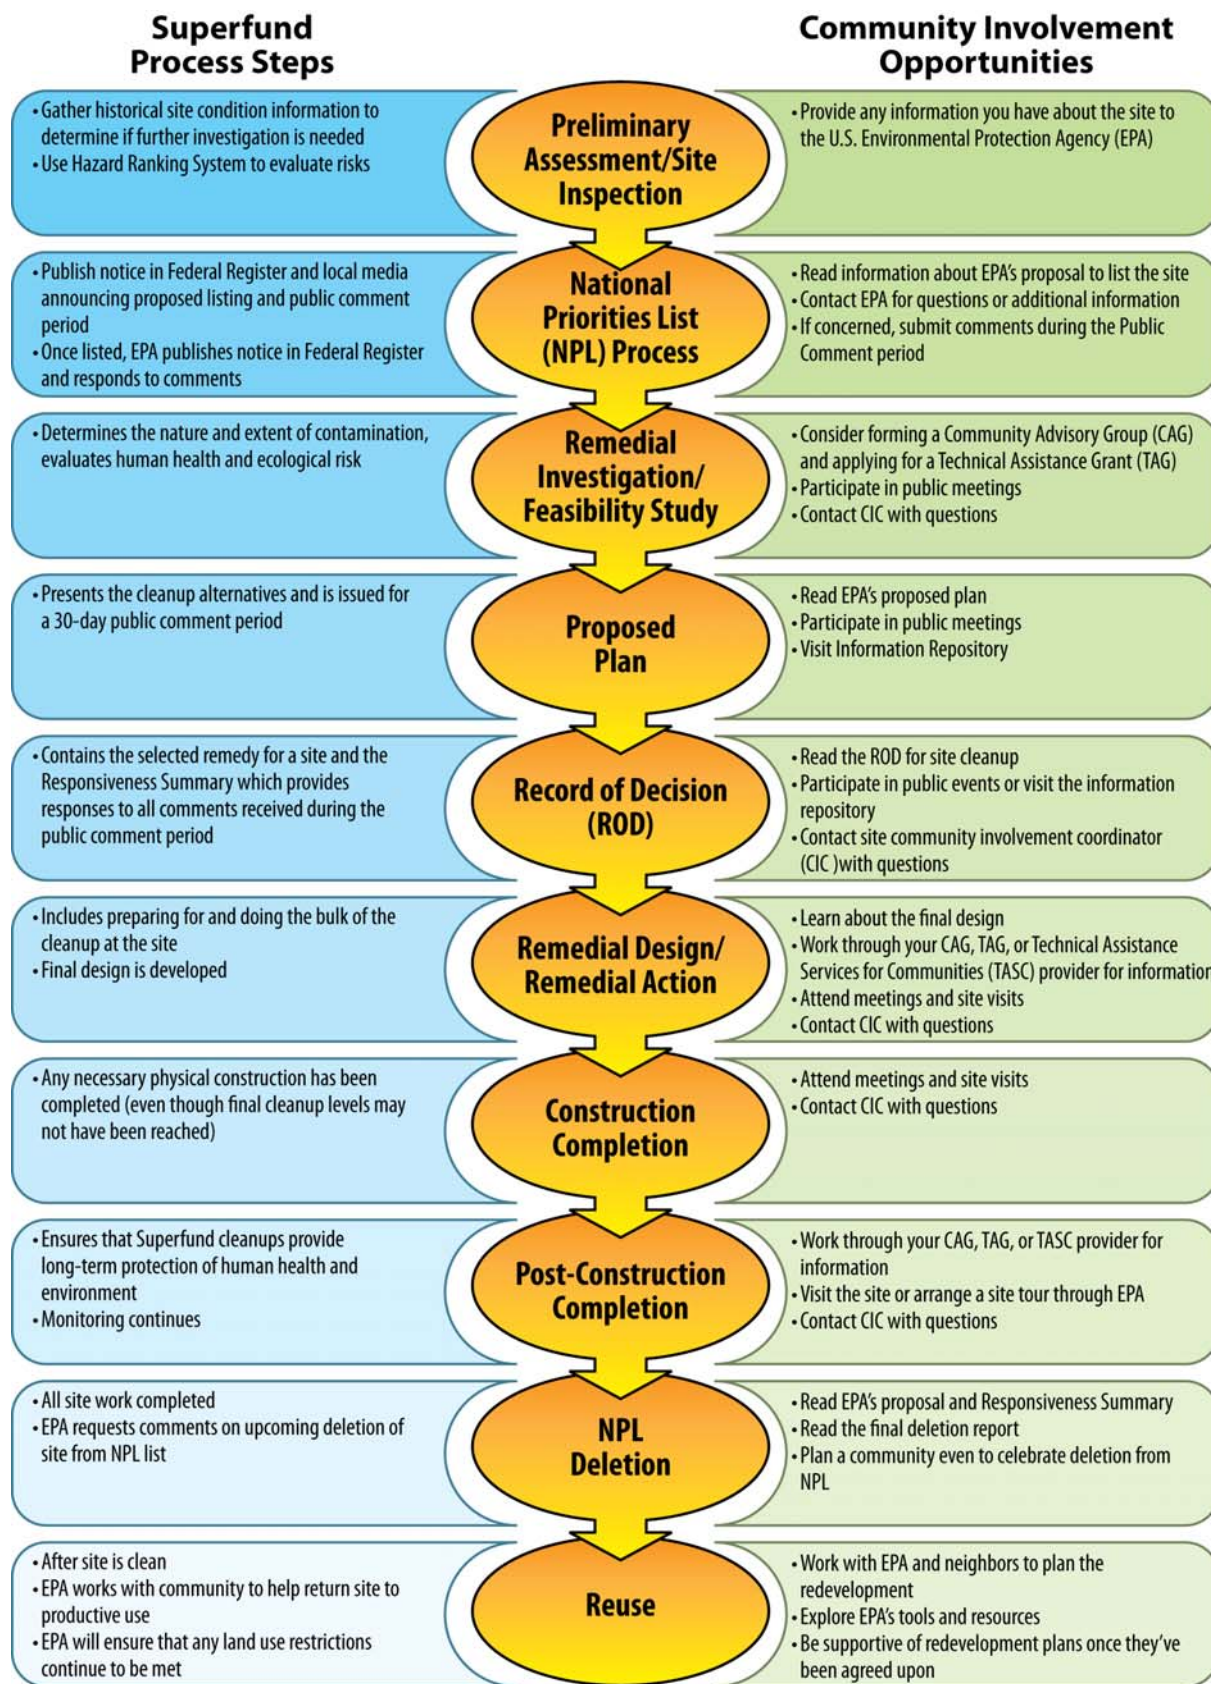 Superfund
Process Steps
Community Involvement
Opportunities
• Gather historical site condition information to
determine if further investigation is needed
• Use Hazard Ranking System to evaluate risks
Preliminary
Assessment/Site
Inspection
• Provide any information you have about the site to
the U.S. Environmental Protection Agency (EPA)
• Publish notice in Federal Register and local media
announcing proposed listing and public comment
period
• Once listed, EPA publishes notice in Federal Register
and responds to comments
National
Priorities List
(NPL) Process
• Read information about EPA's proposal to list the site
• Contact EPA for questions or additional information
• If concerned, submit comments during the Public
Comment period
• Determines the nature and extent of contamination,
evaluates human health and ecological risk
Remedial
Investigation/
Feasibility Study
• Consider forming a Community Advisory Group (CAG)
and applying for a Technical Assistance Grant (TAG)
• Participate in public meetings
• Contact CIC with questions
• Presents the cleanup alternatives and is issued for
a 30-day public comment period
Proposed
Plan
• Read EPA's proposed plan
• Participate in public meetings
• Visit Information Repository
• Contains the selected remedy for a site and the
Responsiveness Summary which provides
responses to all comments received during the
public comment period
Record of Decision
(ROD)
• Read the ROD for site cleanup
• Participate in public events or visit the information
repository
• Contact site community involvement coordinator
(CIC )with questions
• Includes preparing for and doing the bulk of the
cleanup at the site
• Final design is developed
Remedial Design/
Remedial Action
• Learn about the final design
• Work through your CAG, TAG, or Technical Assistance
Services for Communities (TASC) provider for information
• Attend meetings and site visits
• Contact CIC with questions
• Any necessary physical construction has been
completed (even though final cleanup levels may
not have been reached)
Construction
Completion
• Attend meetings and site visits
• Contact CIC with questions
• Ensures that Superfund cleanups provide
long-term protection of human health and
environment
• Monitoring continues
Post-Construction
Completion
• Work through your CAG, TAG, or TASC provider for
information
• Visit the site or arrange a site tour through EPA
• Contact CIC with questions
• All site work completed
• EPA requests comments on upcoming deletion of
site from NPL list
NPL
Deletion
• Read EPA's proposal and Responsiveness Summary
• Read the final deletion report
• Plan a community even to celebrate deletion from
NPL
• After site is clean
• EPA works with community to help return site to
productive use
• EPA will ensure that any land use restrictions
continue to be met
Reuse
• Work with EPA and neighbors to plan the
redevelopment
• Explore EPA's tools and resources
• Be supportive of redevelopment plans once they've
been agreed upon